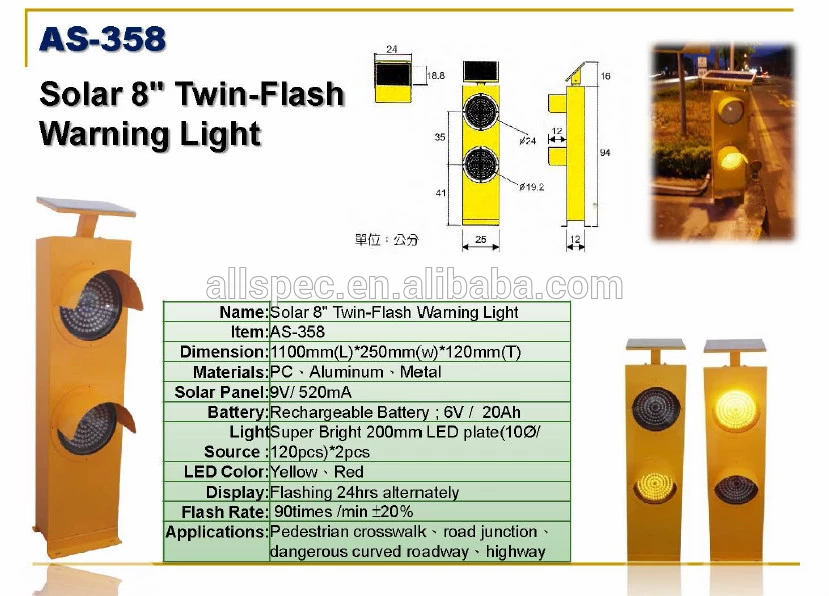 AS-358
Solar 8" Twin-Flash
Warning Light
24
18.8
35
41
ø24
ø19.2
25
12
16
94
12
單位：公分
allspec.en.alibaba.com
Name: Solar 8" Twin-Flash Warning Light
Item: AS-358
Dimension: 1100mm(L)*250mm(w)*120mm(T)
Materials: PC、Aluminum、Metal
Solar Panel: 9V/ 520mA
Battery: Rechargeable Battery ; 6V / 20Ah
Light Super Bright 200mm LED plate(10Ø/
Source : 120pcs)*2pcs
LED Color: Yellow、Red
Display: Flashing 24hrs alternately
Flash Rate: 90times /min ±20%
Applications: Pedestrian crosswalk、road junction、
dangerous curved roadway、highway